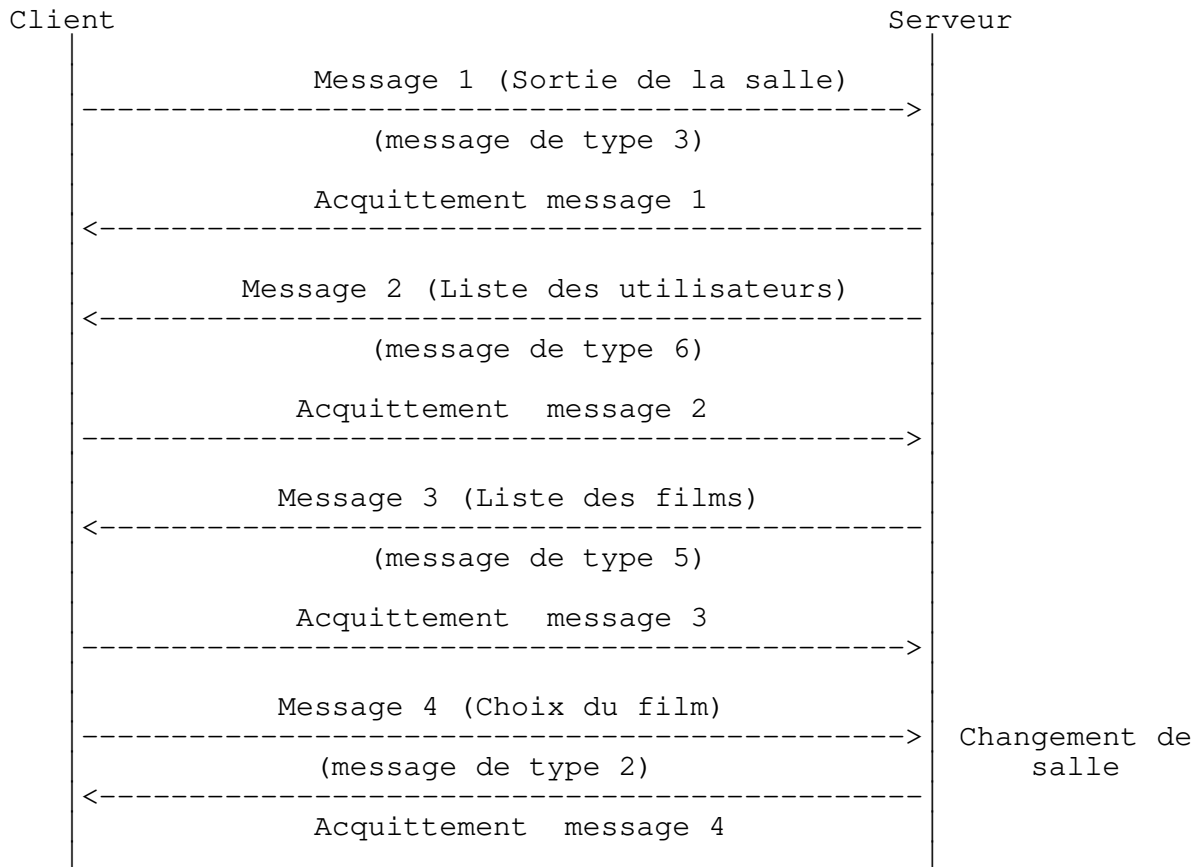 Client Serveur
Message 1 (Sortie de la salle)
(message de type 3)
Acquittement message 1
Message 2 (Liste des utilisateurs)
(message de type 6)
Acquittement message 2
Message 3 (Liste des films)
(message de type 5)
Acquittement message 3
Message 4 (Choix du film)
Changement de
(message de type 2) salle
Acquittement message 4